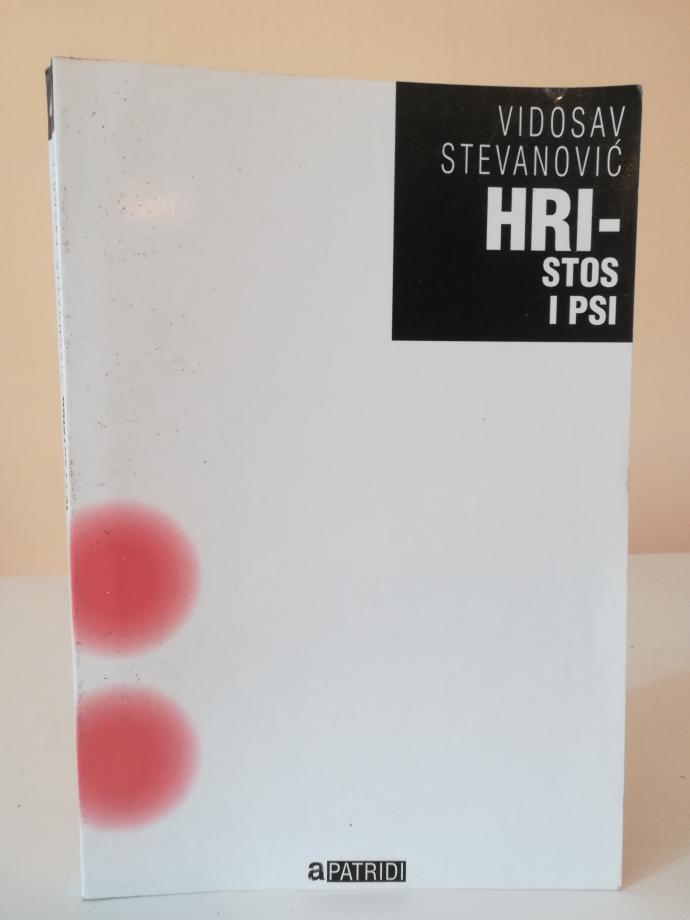 VIDOSAV
STEVANOVIĆ
HRI-
STOS
I PSI
aPATRIDI